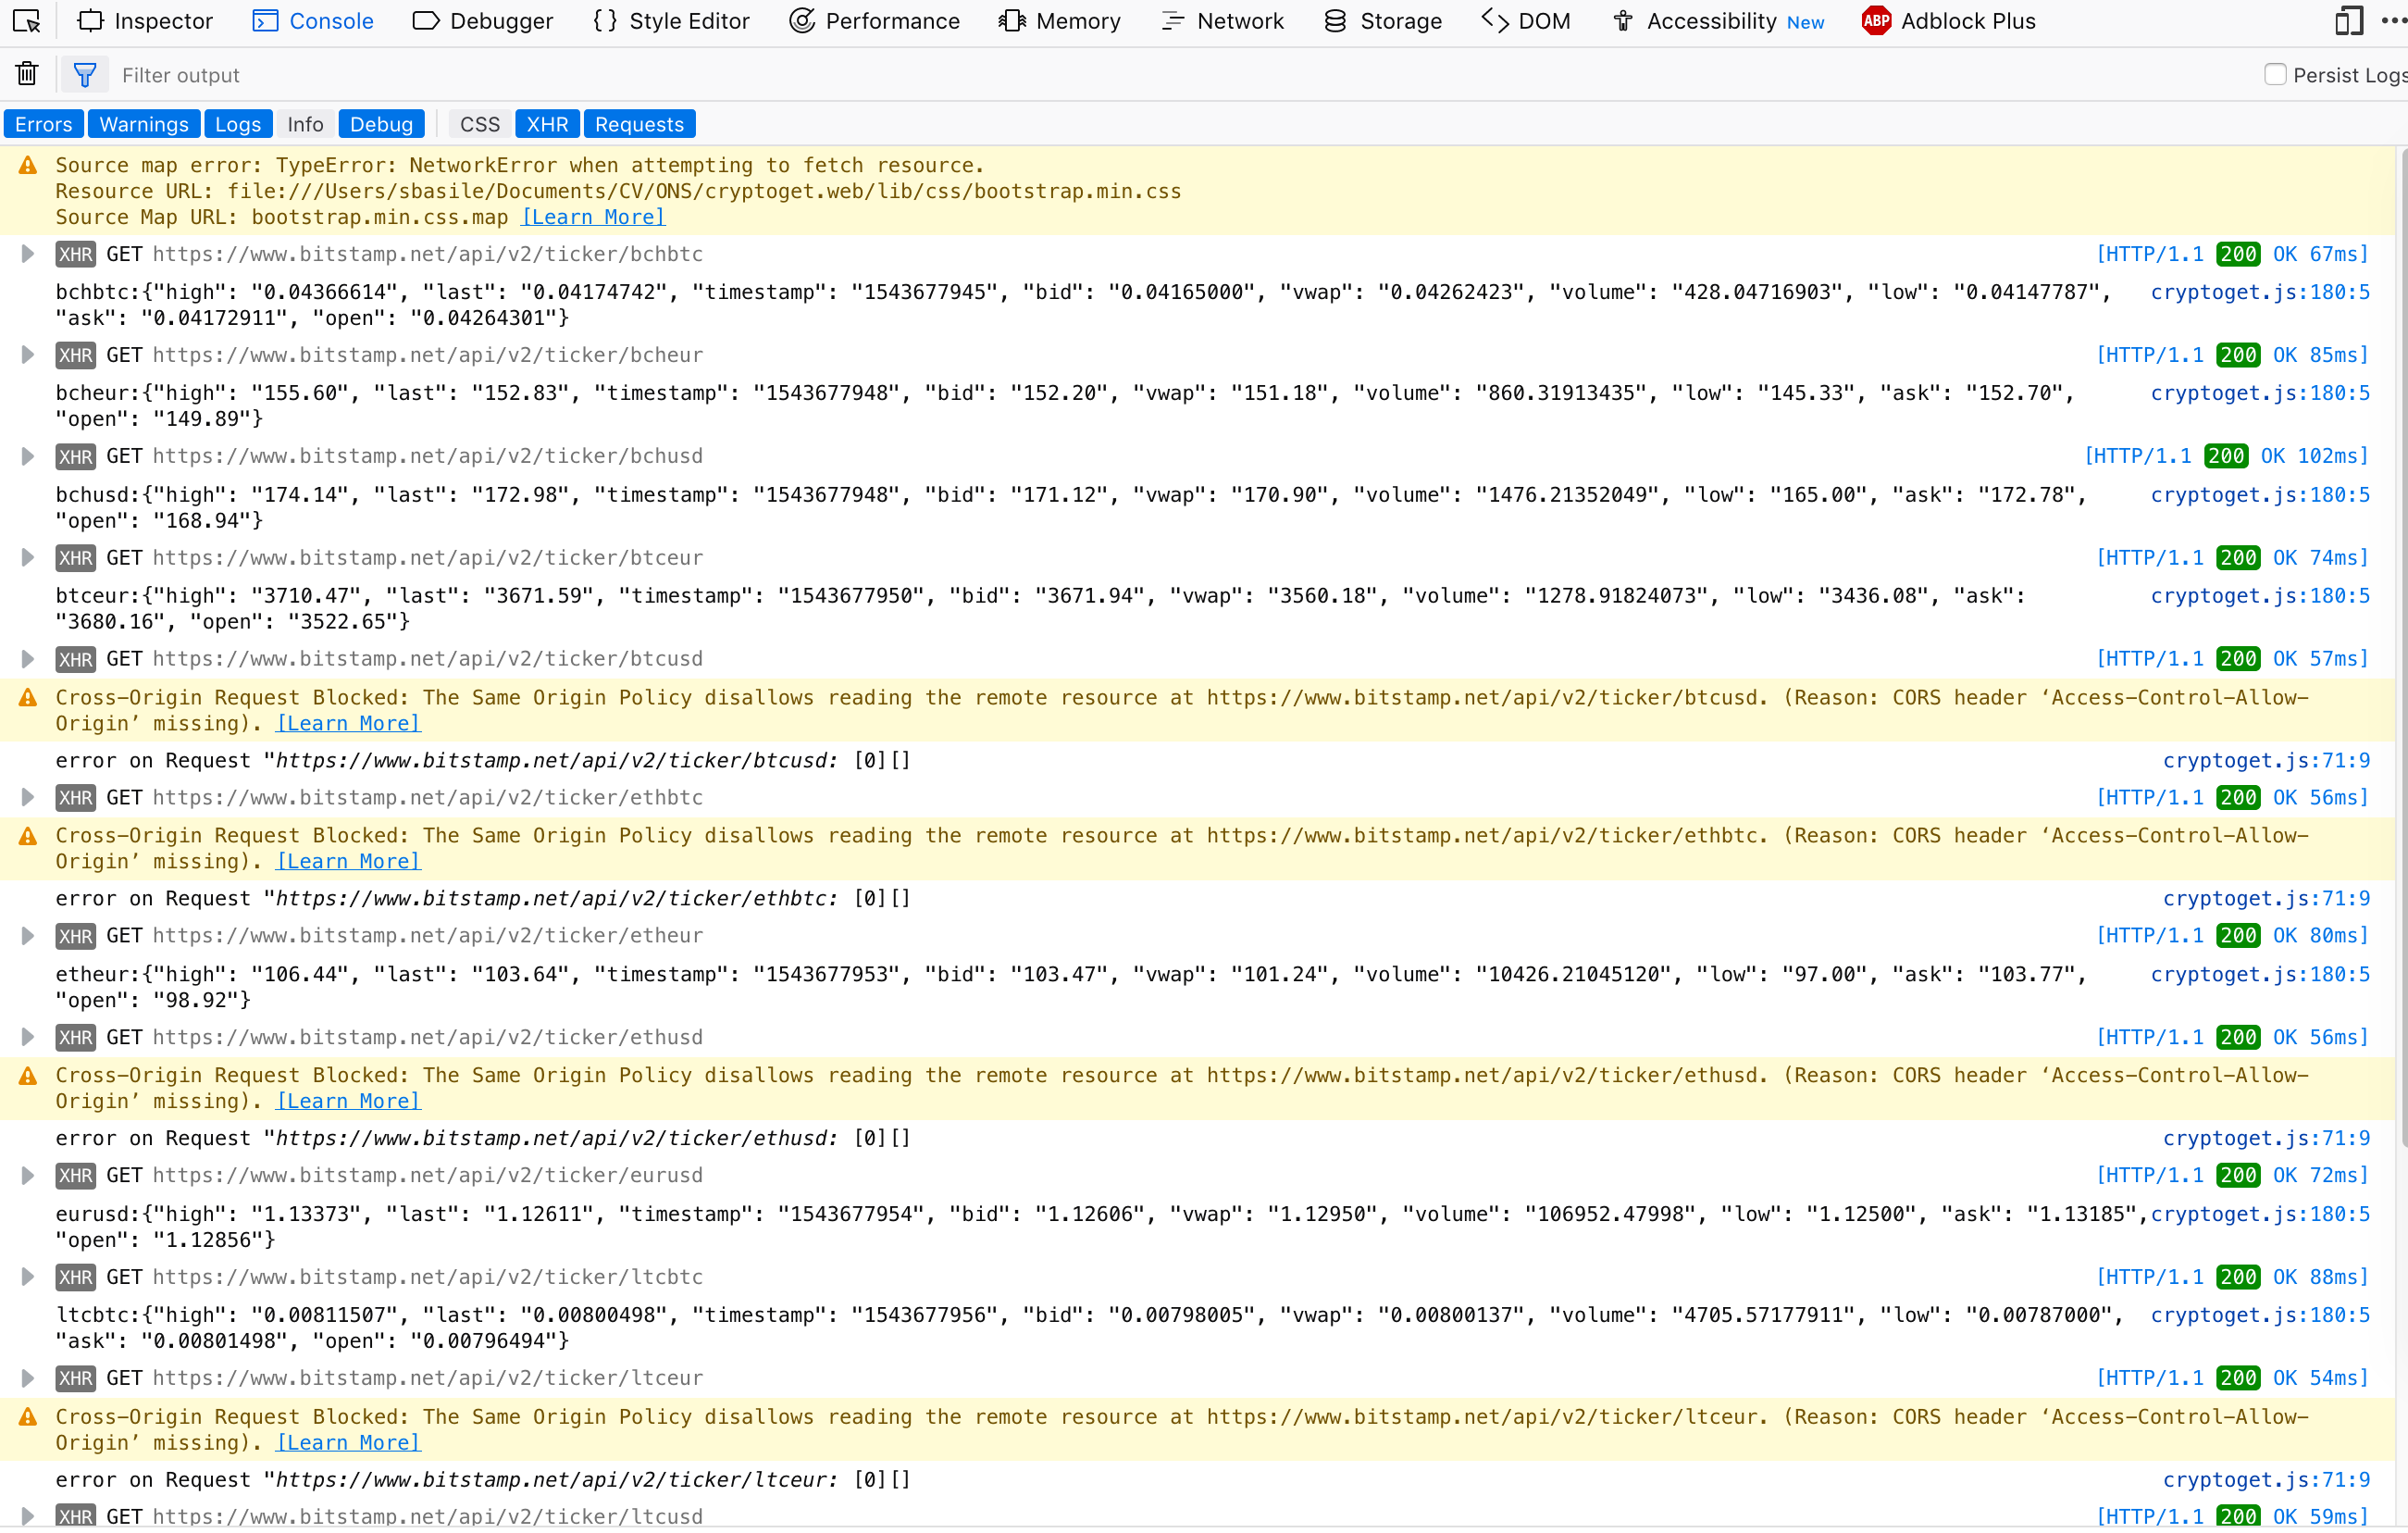 Inspector Console Debugger { } Style Editor Performance Memory Network Storage DOM Accessibility New ABP Adblock Plus
Filter output Persist Logs
Errors Warnings Logs Info Debug CSS XHR Requests
Source map error: TypeError: NetworkError when attempting to fetch resource.
Resource URL: file:///Users/sbasile/Documents/CV/ONS/cryptoget.web/lib/css/bootstrap.min.css
Source Map URL: bootstrap.min.css.map [Learn More]
XHR GET https://www.bitstamp.net/api/v2/ticker/bchbtc [HTTP/1.1 200 OK 67ms]
bchbtc:{"high": "0.04366614", "last": "0.04174742", "timestamp": "1543677945", "bid": "0.04165000", "vwap": "0.04262423", "volume": "428.04716903", "low": "0.04147787", cryptoget.js:180:5
"ask": "0.04172911", "open": "0.04264301"}
XHR GET https://www.bitstamp.net/api/v2/ticker/bcheur [HTTP/1.1 200 OK 85ms]
bcheur:{"high": "155.60", "last": "152.83", "timestamp": "1543677948", "bid": "152.20", "vwap": "151.18", "volume": "860.31913435", "low": "145.33", "ask": "152.70", cryptoget.js:180:5
"open": "149.89"}
XHR GET https://www.bitstamp.net/api/v2/ticker/bchusd [HTTP/1.1 200 OK 102ms]
bchusd:{"high": "174.14", "last": "172.98", "timestamp": "1543677948", "bid": "171.12", "vwap": "170.90", "volume": "1476.21352049", "low": "165.00", "ask": "172.78", cryptoget.js:180:5
"open": "168.94"}
XHR GET https://www.bitstamp.net/api/v2/ticker/btceur [HTTP/1.1 200 OK 74ms]
btceur:{"high": "3710.47", "last": "3671.59", "timestamp": "1543677950", "bid": "3671.94", "vwap": "3560.18", "volume": "1278.91824073", "low": "3436.08", "ask": cryptoget.js:180:5
"3680.16", "open": "3522.65"}
XHR GET https://www.bitstamp.net/api/v2/ticker/btcusd [HTTP/1.1 200 OK 57ms]
Cross-Origin Request Blocked: The Same Origin Policy disallows reading the remote resource at https://www.bitstamp.net/api/v2/ticker/btcusd. (Reason: CORS header ‘Access-Control-Allow-
Origin’ missing). [Learn More]
error on Request "https://www.bitstamp.net/api/v2/ticker/btcusd: [0][] cryptoget.js:71:9
XHR GET https://www.bitstamp.net/api/v2/ticker/ethbtc [HTTP/1.1 200 OK 56ms]
Cross-Origin Request Blocked: The Same Origin Policy disallows reading the remote resource at https://www.bitstamp.net/api/v2/ticker/ethbtc. (Reason: CORS header ‘Access-Control-Allow-
Origin’ missing). [Learn More]
error on Request "https://www.bitstamp.net/api/v2/ticker/ethbtc: [0][] cryptoget.js:71:9
XHR GET https://www.bitstamp.net/api/v2/ticker/etheur [HTTP/1.1 200 OK 80ms]
etheur:{"high": "106.44", "last": "103.64", "timestamp": "1543677953", "bid": "103.47", "vwap": "101.24", "volume": "10426.21045120", "low": "97.00", "ask": "103.77", cryptoget.js:180:5
"open": "98.92"}
XHR GET https://www.bitstamp.net/api/v2/ticker/ethusd [HTTP/1.1 200 OK 56ms]
Cross-Origin Request Blocked: The Same Origin Policy disallows reading the remote resource at https://www.bitstamp.net/api/v2/ticker/ethusd. (Reason: CORS header ‘Access-Control-Allow-
Origin’ missing). [Learn More]
error on Request "https://www.bitstamp.net/api/v2/ticker/ethusd: [0][] cryptoget.js:71:9
XHR GET https://www.bitstamp.net/api/v2/ticker/eurusd [HTTP/1.1 200 OK 72ms]
eurusd:{"high": "1.13373", "last": "1.12611", "timestamp": "1543677954", "bid": "1.12606", "vwap": "1.12950", "volume": "106952.47998", "low": "1.12500", "ask": "1.13185", cryptoget.js:180:5
"open": "1.12856"}
XHR GET https://www.bitstamp.net/api/v2/ticker/ltcbtc [HTTP/1.1 200 OK 88ms]
ltcbtc:{"high": "0.00811507", "last": "0.00800498", "timestamp": "1543677956", "bid": "0.00798005", "vwap": "0.00800137", "volume": "4705.57177911", "low": "0.00787000", cryptoget.js:180:5
"ask": "0.00801498", "open": "0.00796494"}
XHR GET https://www.bitstamp.net/api/v2/ticker/ltceur [HTTP/1.1 200 OK 54ms]
Cross-Origin Request Blocked: The Same Origin Policy disallows reading the remote resource at https://www.bitstamp.net/api/v2/ticker/ltceur. (Reason: CORS header ‘Access-Control-Allow-
Origin’ missing). [Learn More]
error on Request "https://www.bitstamp.net/api/v2/ticker/ltceur: [0][] cryptoget.js:71:9
XHR GET https://www.bitstamp.net/api/v2/ticker/ltcusd [HTTP/1.1 200 OK 59ms]